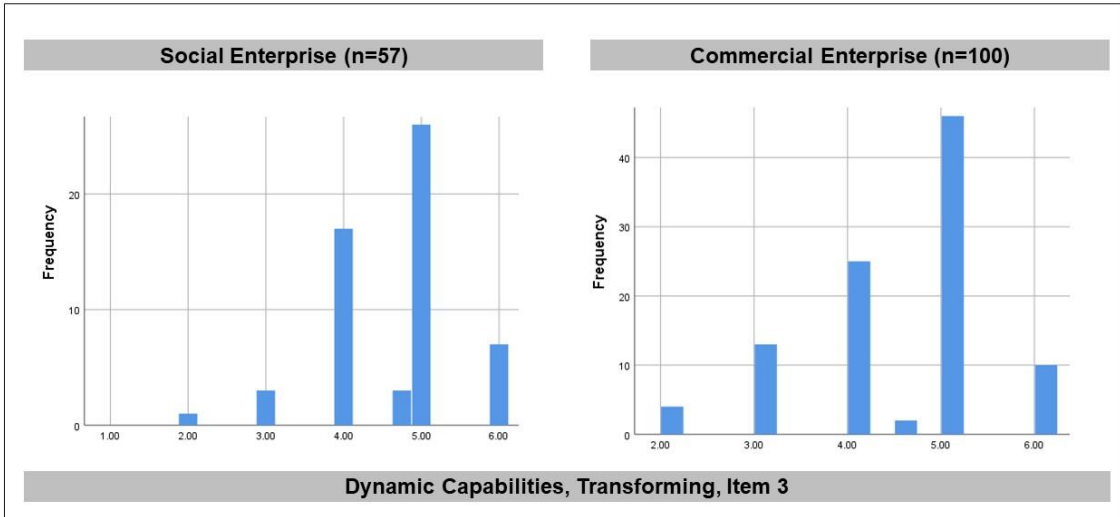 Social Enterprise (n=57)
Commercial Enterprise (n=100)
Frequency
20
10
0
1.00 2.00 3.00 4.00 5.00 6.00
Frequency
40
30
20
10
0
2.00 3.00 4.00 5.00 6.00
Dynamic Capabilities, Transforming, Item 3